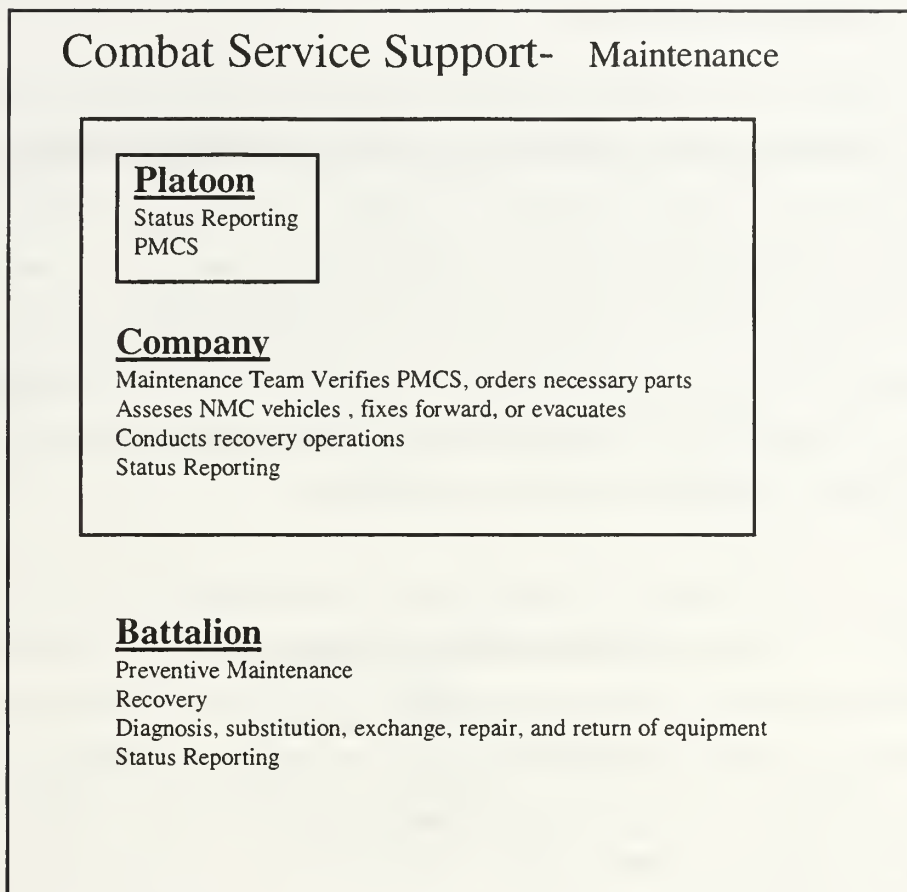 Combat Service Support- Maintenance
Platoon
Status Reporting
PMCS
Company
Maintenance Team Verifies PMCS, orders necessary parts
Asseses NMC vehicles , fixes forward, or evacuates
Conducts recovery operations
Status Reporting
Battalion
Preventive Maintenance
Recovery
Diagnosis, substitution, exchange, repair, and return of equipment
Status Reporting